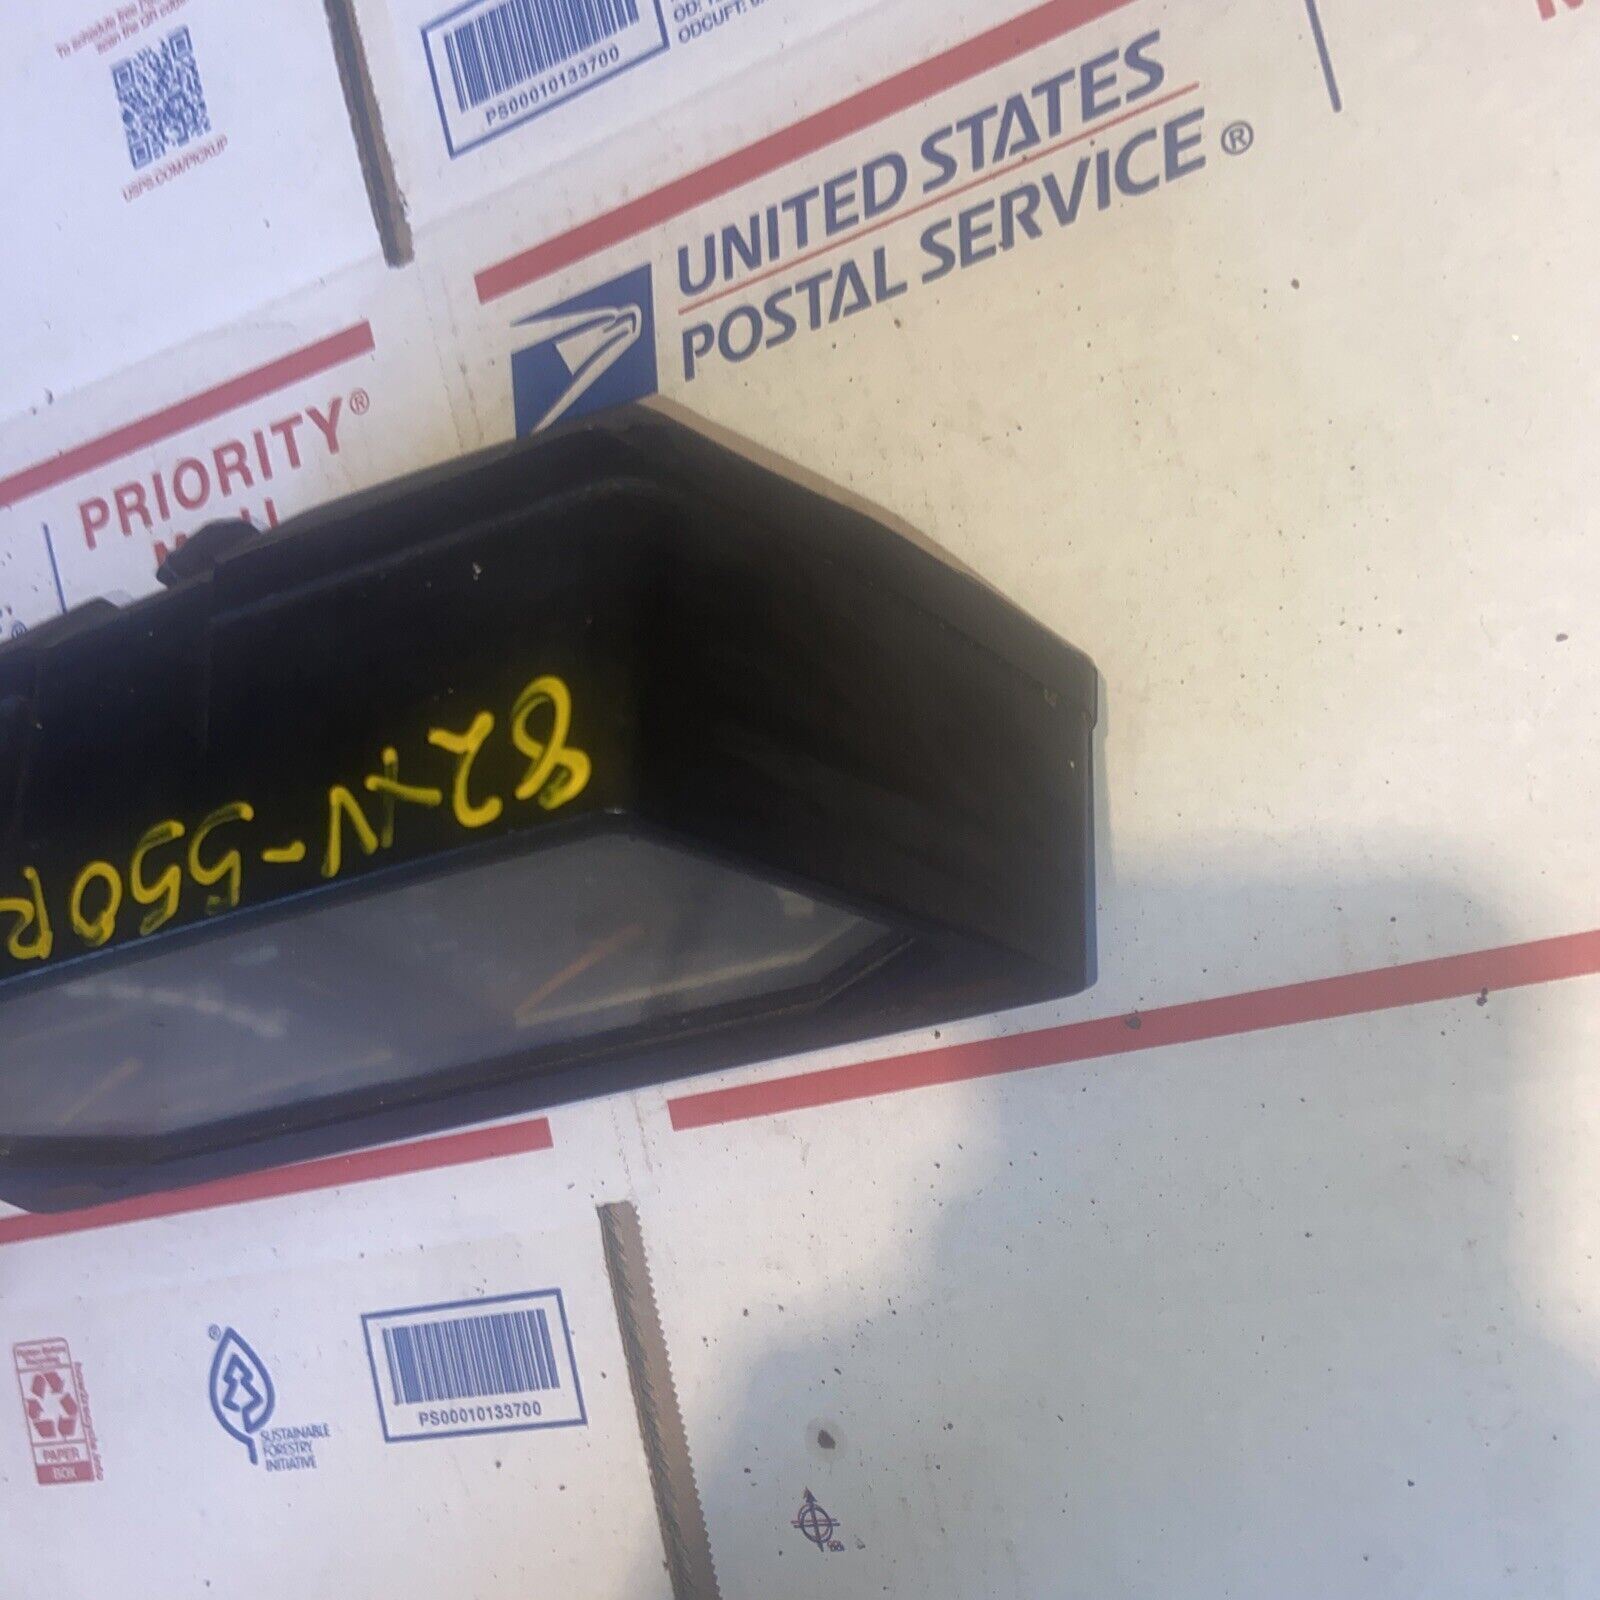 USPS.COM/PICKUP
PS00010133700
UNITED STATES
POSTAL SERVICE®
PRIORITY®
82XV-550R
PAPER
BOX
SUSTAINABLE
FORESTRY
INITIATIVE
PS00010133700